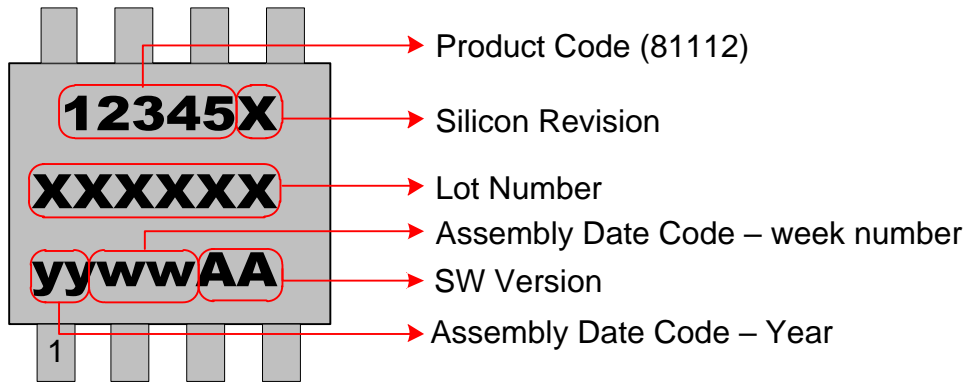 Product Code (81112)
12345X
Silicon Revision
XXXXXX
Lot Number
Assembly Date Code – week number
yywwAA
SW Version
Assembly Date Code – Year
1